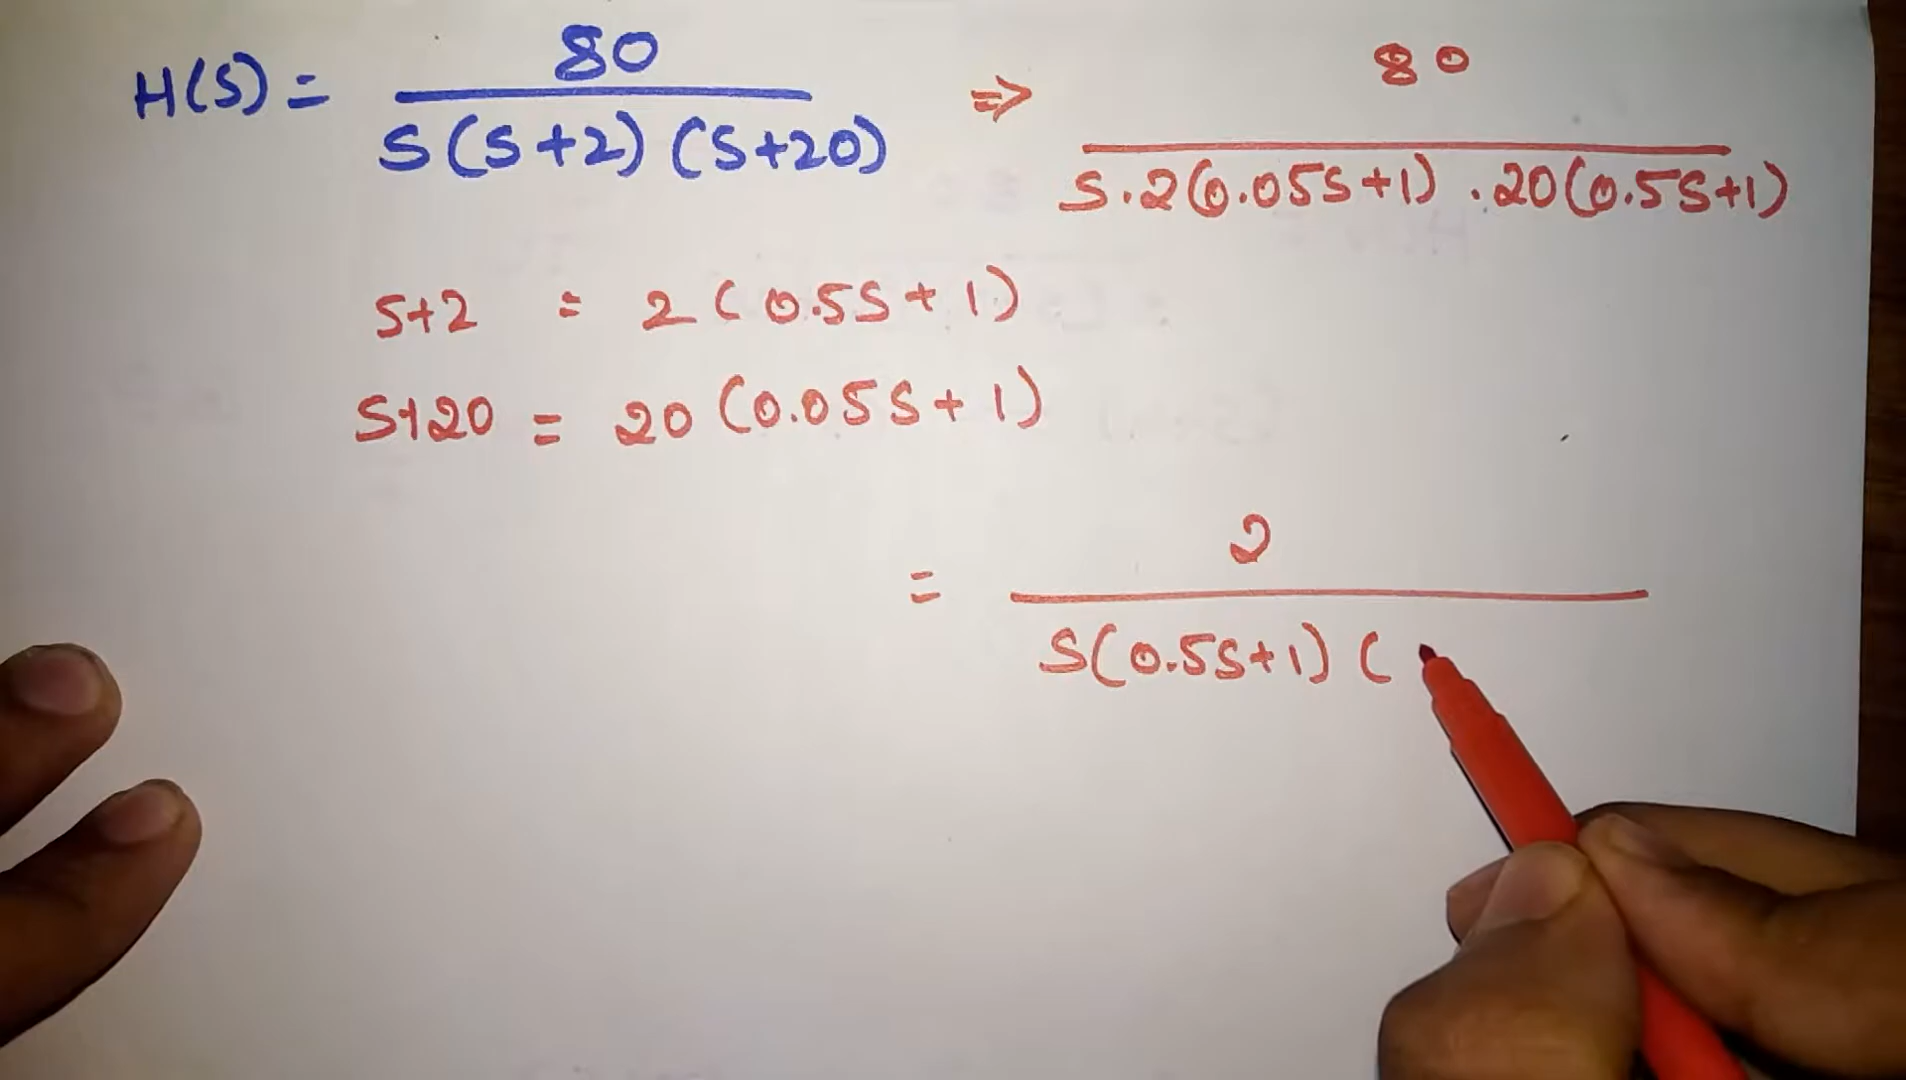 H(S) = 80 / S(S+2)(S+20) ⇒ 80 / S.2(0.05S+1) .20(0.5S+1)
S+2 = 2(0.5S+1)
S+20 = 20(0.05S+1)
= 2 / S(0.5S+1)(